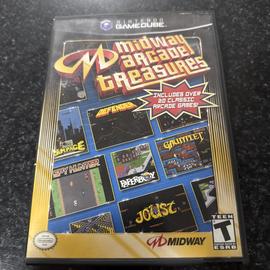 NINTENDO
GAMECUBE
midway
arcade
treasures
INCLUDES OVER
20 CLASSIC
ARCADE GAMES!
DEFENDER
RAMPAGE
GAUNTLET
SPY HUNTER
PAPERBOY
JOUST
MIDWAY
TEEN
T
ESRB